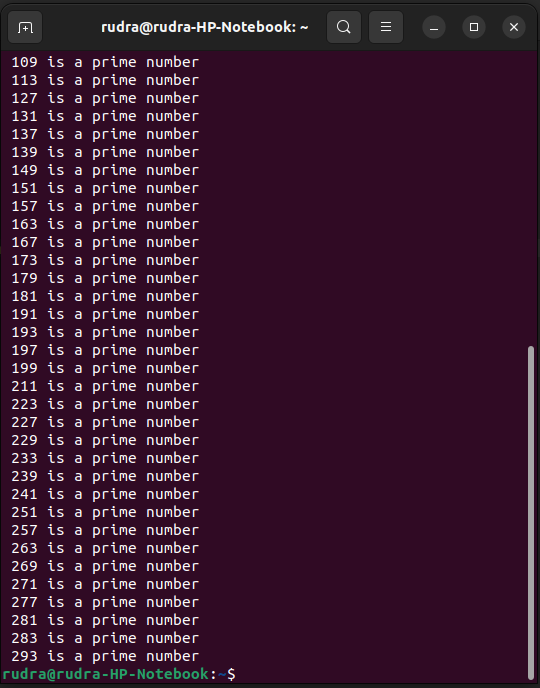 rudra@rudra-HP-Notebook: ~
109 is a prime number
113 is a prime number
127 is a prime number
131 is a prime number
137 is a prime number
139 is a prime number
149 is a prime number
151 is a prime number
157 is a prime number
163 is a prime number
167 is a prime number
173 is a prime number
179 is a prime number
181 is a prime number
191 is a prime number
193 is a prime number
197 is a prime number
199 is a prime number
211 is a prime number
223 is a prime number
227 is a prime number
229 is a prime number
233 is a prime number
239 is a prime number
241 is a prime number
251 is a prime number
257 is a prime number
263 is a prime number
269 is a prime number
271 is a prime number
277 is a prime number
281 is a prime number
283 is a prime number
293 is a prime number
rudra@rudra-HP-Notebook:~$